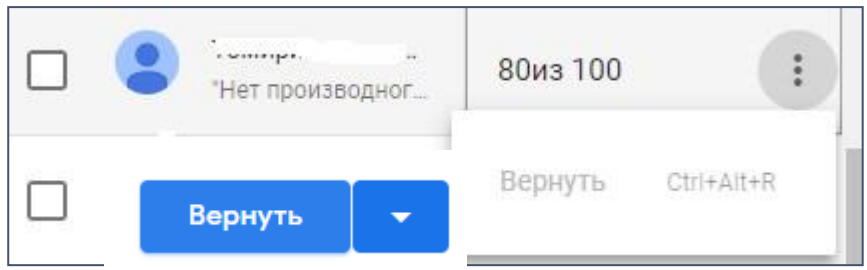 80из 100
"Нет производног...
Вернуть Ctrl+Alt+R
Вернуть